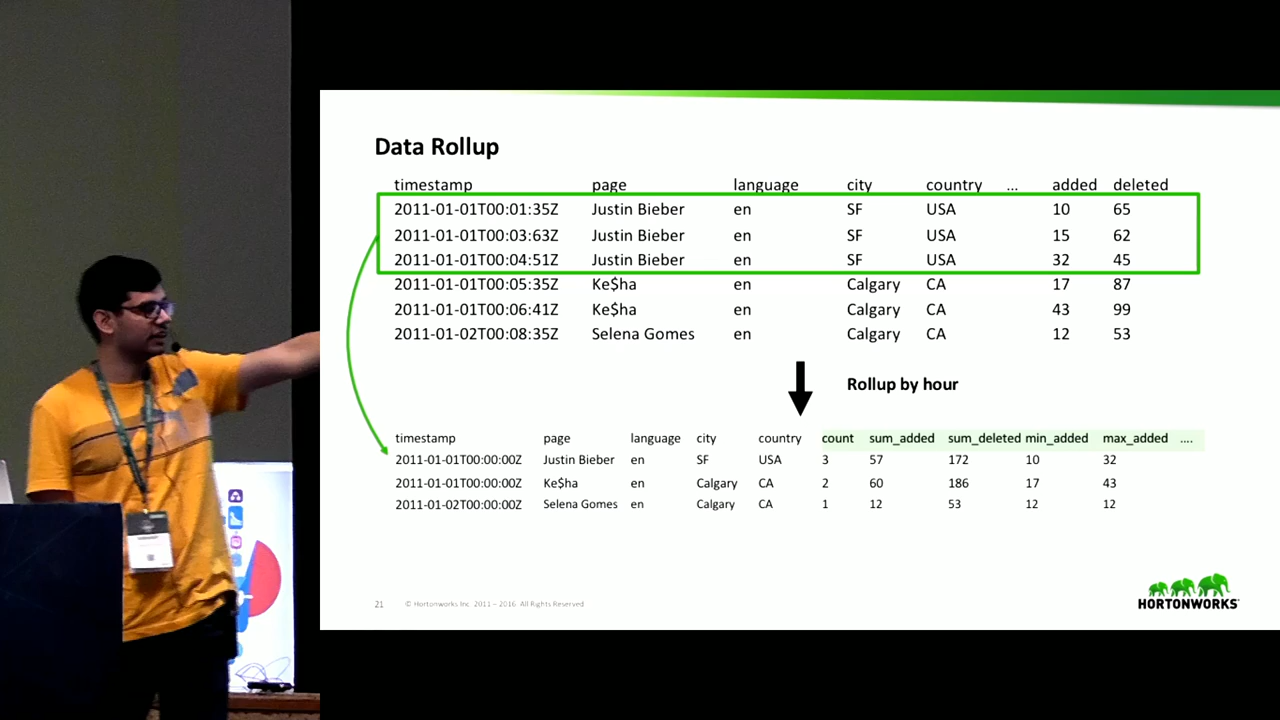 Data Rollup
timestamp page language city country ... added deleted
2011-01-01T00:01:35Z Justin Bieber en SF USA 10 65
2011-01-01T00:03:63Z Justin Bieber en SF USA 15 62
2011-01-01T00:04:51Z Justin Bieber en SF USA 32 45
2011-01-01T00:05:35Z Ke$ha en Calgary CA 17 87
2011-01-01T00:06:41Z Ke$ha en Calgary CA 43 99
2011-01-02T00:08:35Z Selena Gomes en Calgary CA 12 53
Rollup by hour
timestamp page language city country count sum_added sum_deleted min_added max_added ....
2011-01-01T00:00:00Z Justin Bieber en SF USA 3 57 172 10 32
2011-01-01T00:00:00Z Ke$ha en Calgary CA 2 60 186 17 43
2011-01-02T00:00:00Z Selena Gomes en Calgary CA 1 12 53 12 12
21 © Hortonworks Inc. 2011 – 2016. All Rights Reserved
HORTONWORKS